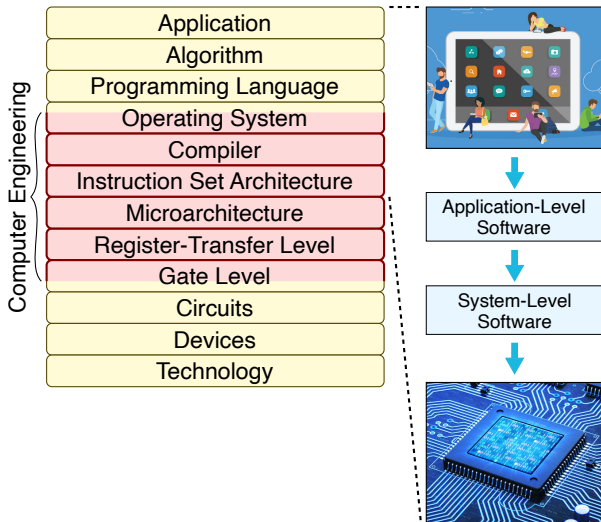 Application
Algorithm
Programming Language
Operating System
Compiler
Instruction Set Architecture
Microarchitecture
Register-Transfer Level
Gate Level
Circuits
Devices
Technology
Computer Engineering
Application-Level
Software
System-Level
Software